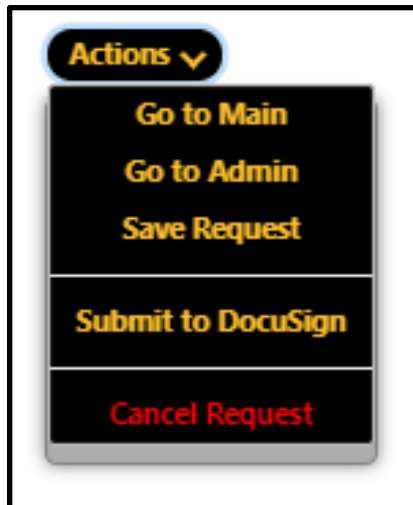 Actions
Go to Main
Go to Admin
Save Request
Submit to DocuSign
Cancel Request